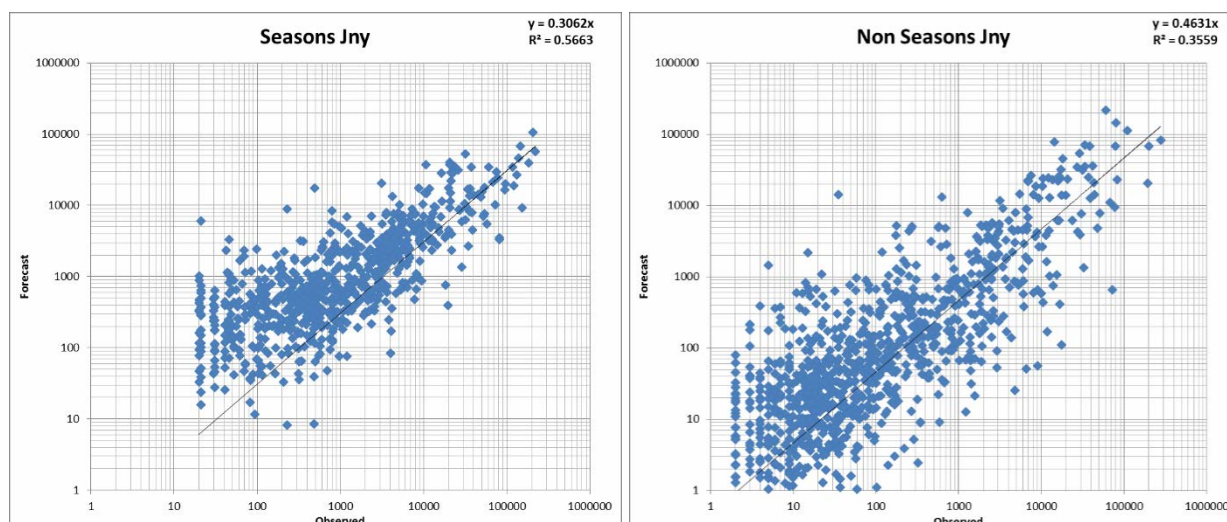 Seasons Jny
y = 0.3062x
R² = 0.5663
1000000
100000
10000
1000
100
10
1
Forecast
1 10 100 1000 10000 100000 1000000
Observed
Non Seasons Jny
y = 0.4631x
R² = 0.3559
1000000
100000
10000
1000
100
10
1
Forecast
1 10 100 1000 10000 100000 1000000
Observed